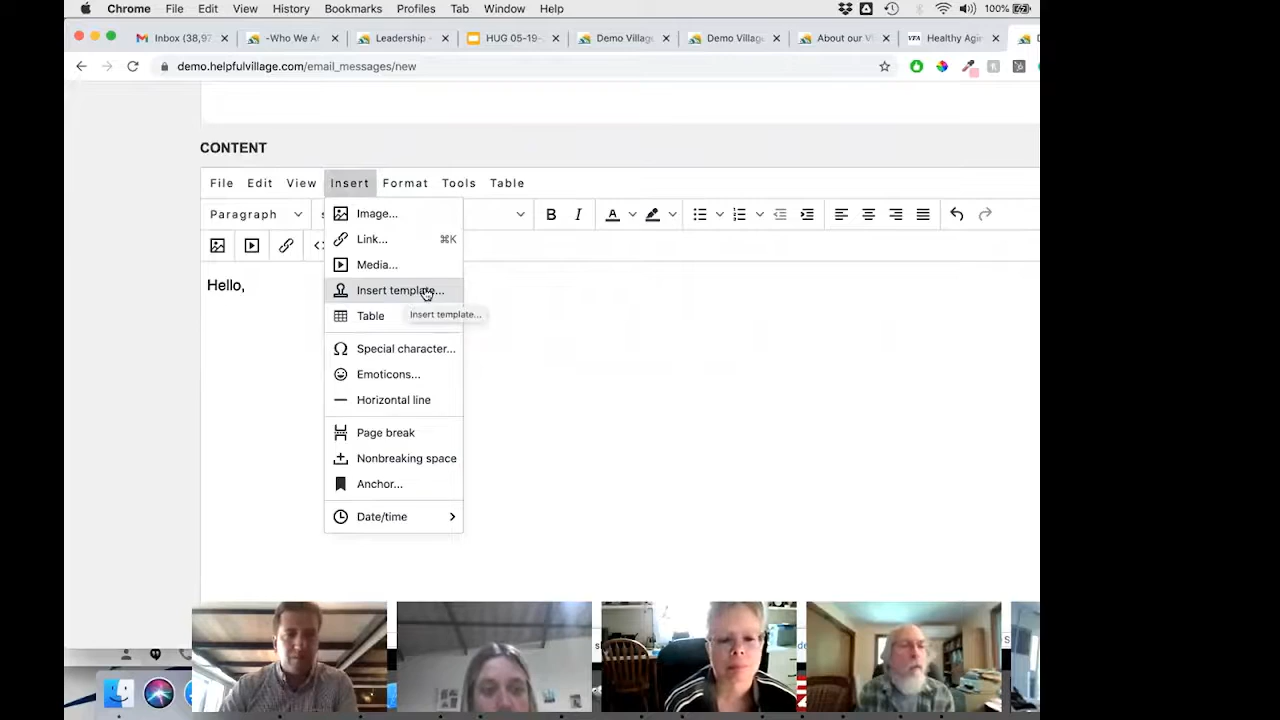 Chrome File Edit View History Bookmarks Profiles Tab Window Help 100%
Inbox (38,97 -Who We Ar Leadership - HUG 05-19- Demo Villag Demo Villag About our Vi VTA Healthy Agin
demo.helpfulvillage.com/email_messages/new
CONTENT
File Edit View Insert Format Tools Table
Paragraph
Image...
Link... ⌘K
Media...
Hello,
Insert template...
Table
Insert template...
Special character...
Emoticons...
Horizontal line
Page break
Nonbreaking space
Anchor...
Date/time